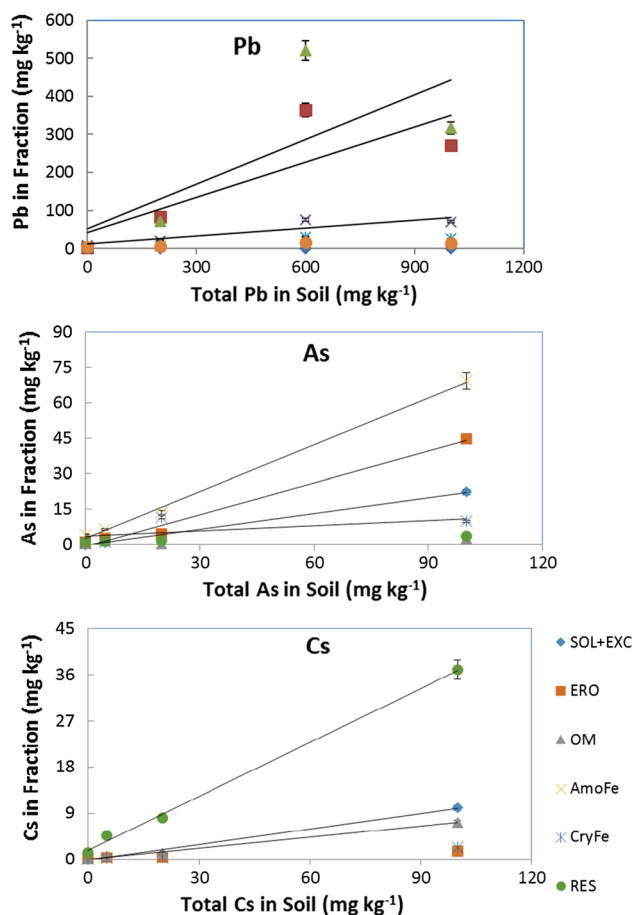 Pb
600
500
400
300
200
100
0
0 300 600 900 1200
Pb in Fraction (mg kg⁻¹)
Total Pb in Soil (mg kg⁻¹)
As
90
75
60
45
30
15
0
0 30 60 90 120
As in Fraction (mg kg⁻¹)
Total As in Soil (mg kg⁻¹)
Cs
45
36
27
18
9
0
0 30 60 90 120
Cs in Fraction (mg kg⁻¹)
Total Cs in Soil (mg kg⁻¹)
SOL+EXC
ERO
OM
AmoFe
CryFe
RES